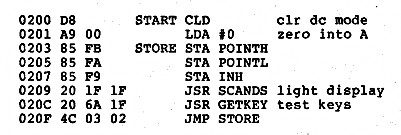 0200 D8 START CLD clr dc mode
0201 A9 00 LDA #0 zero into A
0203 85 FB STORE STA POINTH
0205 85 FA STA POINTL
0207 85 F9 STA INH
0209 20 1F 1F JSR SCANDS light display
020C 20 6A 1F JSR GETKEY test keys
020F 4C 03 02 JMP STORE